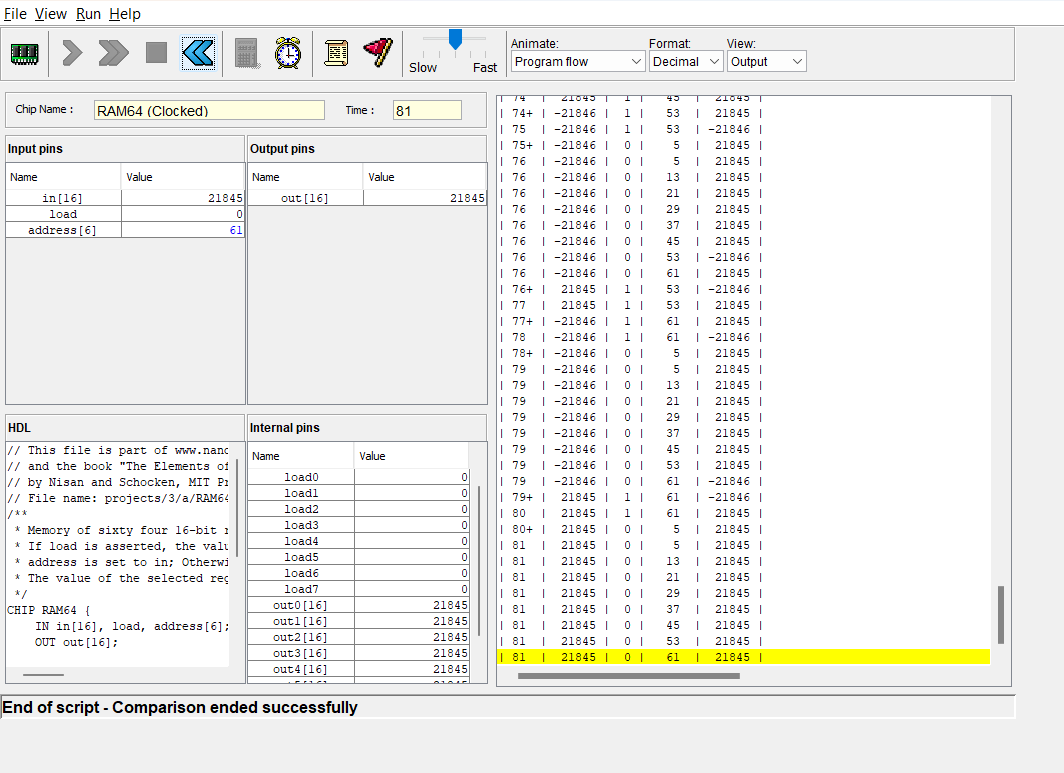 File View Run Help
Slow Fast
Animate: Format: View:
Program flow Decimal Output
Chip Name : RAM64 (Clocked) Time : 81
Input pins
Name Value
in[16] 21845
load 0
address[6] 61
Output pins
Name Value
out[16] 21845
HDL
// This file is part of www.nand
// and the book "The Elements of
// by Nisan and Schocken, MIT Pr
// File name: projects/3/a/RAM64
/**
* Memory of sixty four 16-bit r
* If load is asserted, the valu
* address is set to in; Otherwi
* The value of the selected reg
*/
CHIP RAM64 {
IN in[16], load, address[6];
OUT out[16];
Internal pins
Name Value
load0 0
load1 0
load2 0
load3 0
load4 0
load5 0
load6 0
load7 0
out0[16] 21845
out1[16] 21845
out2[16] 21845
out3[16] 21845
out4[16] 21845
| 74 | 21845 | 1 | 45 | 21845 |
| 74+ | -21846 | 1 | 53 | 21845 |
| 75 | -21846 | 1 | 53 | -21846 |
| 75+ | -21846 | 0 | 5 | 21845 |
| 76 | -21846 | 0 | 5 | 21845 |
| 76 | -21846 | 0 | 13 | 21845 |
| 76 | -21846 | 0 | 21 | 21845 |
| 76 | -21846 | 0 | 29 | 21845 |
| 76 | -21846 | 0 | 37 | 21845 |
| 76 | -21846 | 0 | 45 | 21845 |
| 76 | -21846 | 0 | 53 | -21846 |
| 76 | -21846 | 0 | 61 | 21845 |
| 76+ | 21845 | 1 | 53 | -21846 |
| 77 | 21845 | 1 | 53 | 21845 |
| 77+ | -21846 | 1 | 61 | 21845 |
| 78 | -21846 | 1 | 61 | -21846 |
| 78+ | -21846 | 0 | 5 | 21845 |
| 79 | -21846 | 0 | 5 | 21845 |
| 79 | -21846 | 0 | 13 | 21845 |
| 79 | -21846 | 0 | 21 | 21845 |
| 79 | -21846 | 0 | 29 | 21845 |
| 79 | -21846 | 0 | 37 | 21845 |
| 79 | -21846 | 0 | 45 | 21845 |
| 79 | -21846 | 0 | 53 | 21845 |
| 79 | -21846 | 0 | 61 | -21846 |
| 79+ | 21845 | 1 | 61 | -21846 |
| 80 | 21845 | 1 | 61 | 21845 |
| 80+ | 21845 | 0 | 5 | 21845 |
| 81 | 21845 | 0 | 5 | 21845 |
| 81 | 21845 | 0 | 13 | 21845 |
| 81 | 21845 | 0 | 21 | 21845 |
| 81 | 21845 | 0 | 29 | 21845 |
| 81 | 21845 | 0 | 37 | 21845 |
| 81 | 21845 | 0 | 45 | 21845 |
| 81 | 21845 | 0 | 53 | 21845 |
| 81 | 21845 | 0 | 61 | 21845 |
End of script - Comparison ended successfully